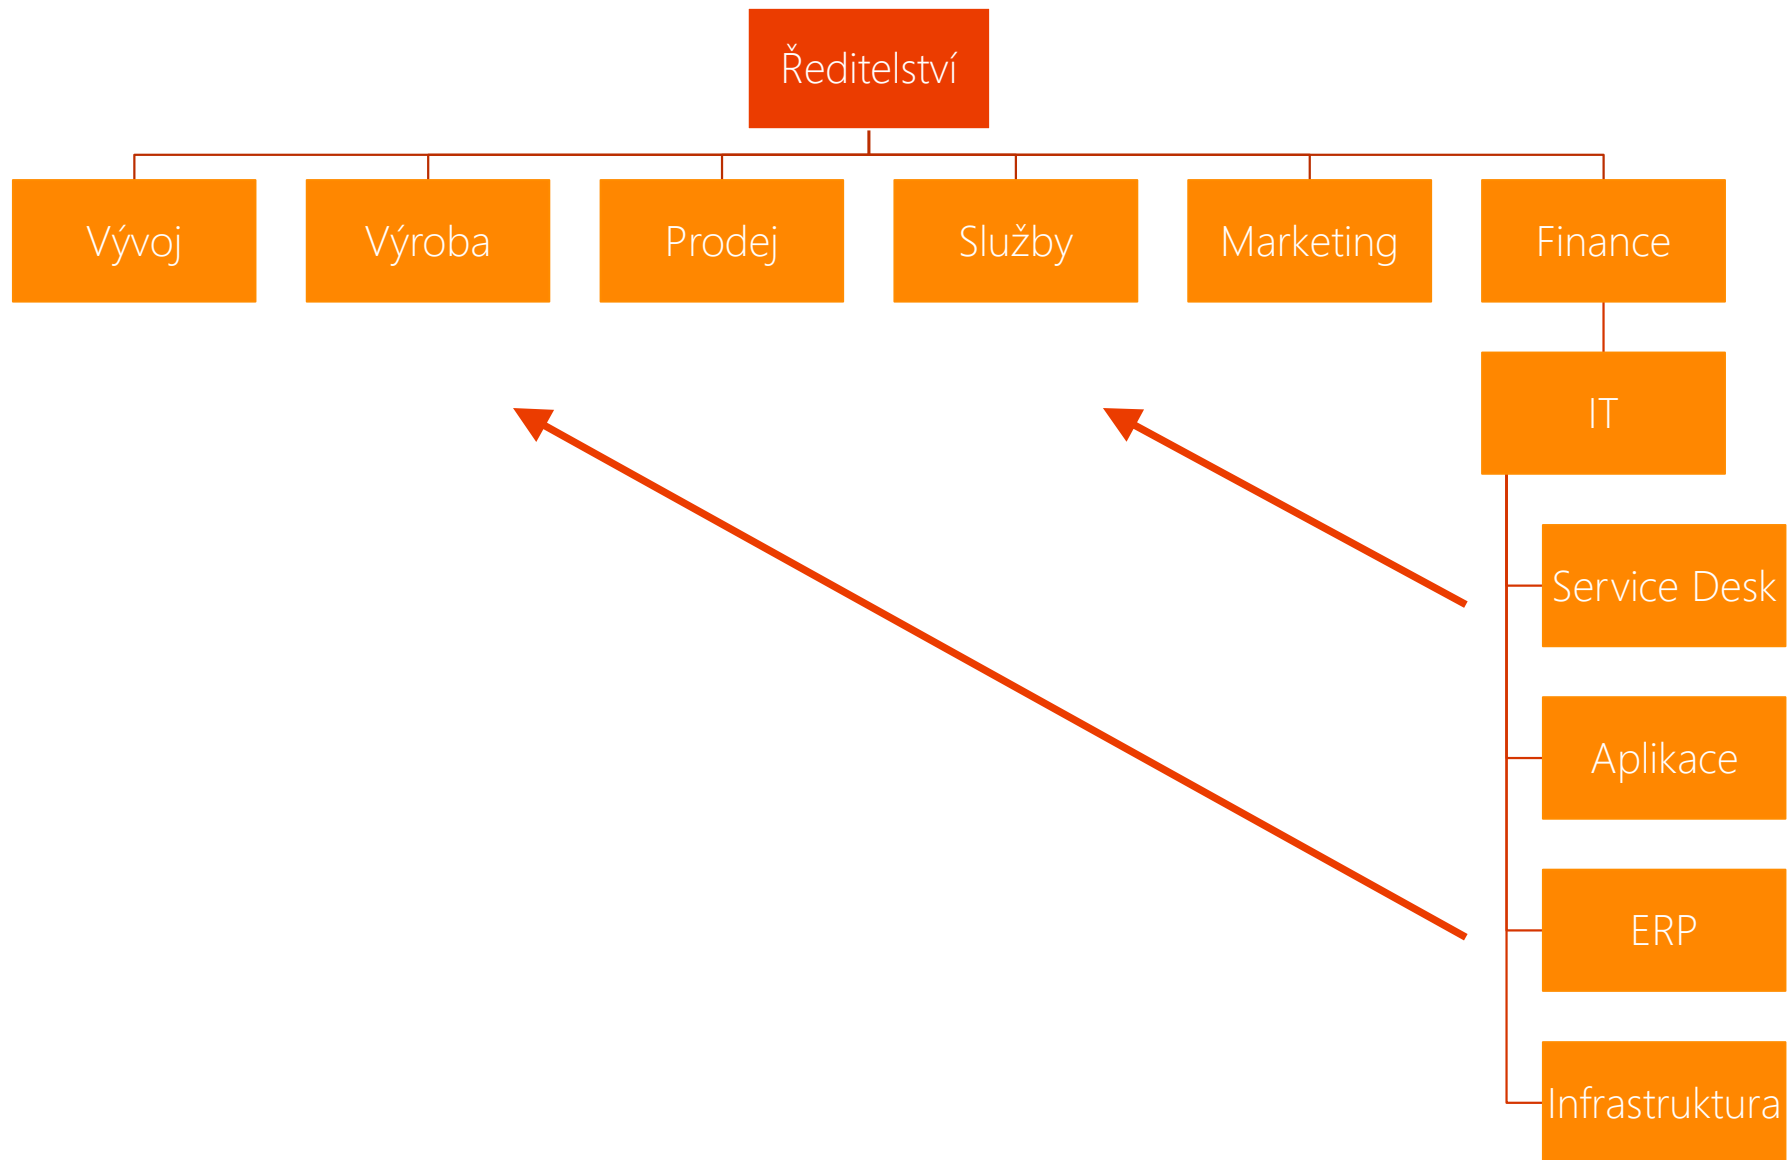 Ředitelství
Vývoj
Výroba
Prodej
Služby
Marketing
Finance
IT
Service Desk
Aplikace
ERP
Infrastruktura